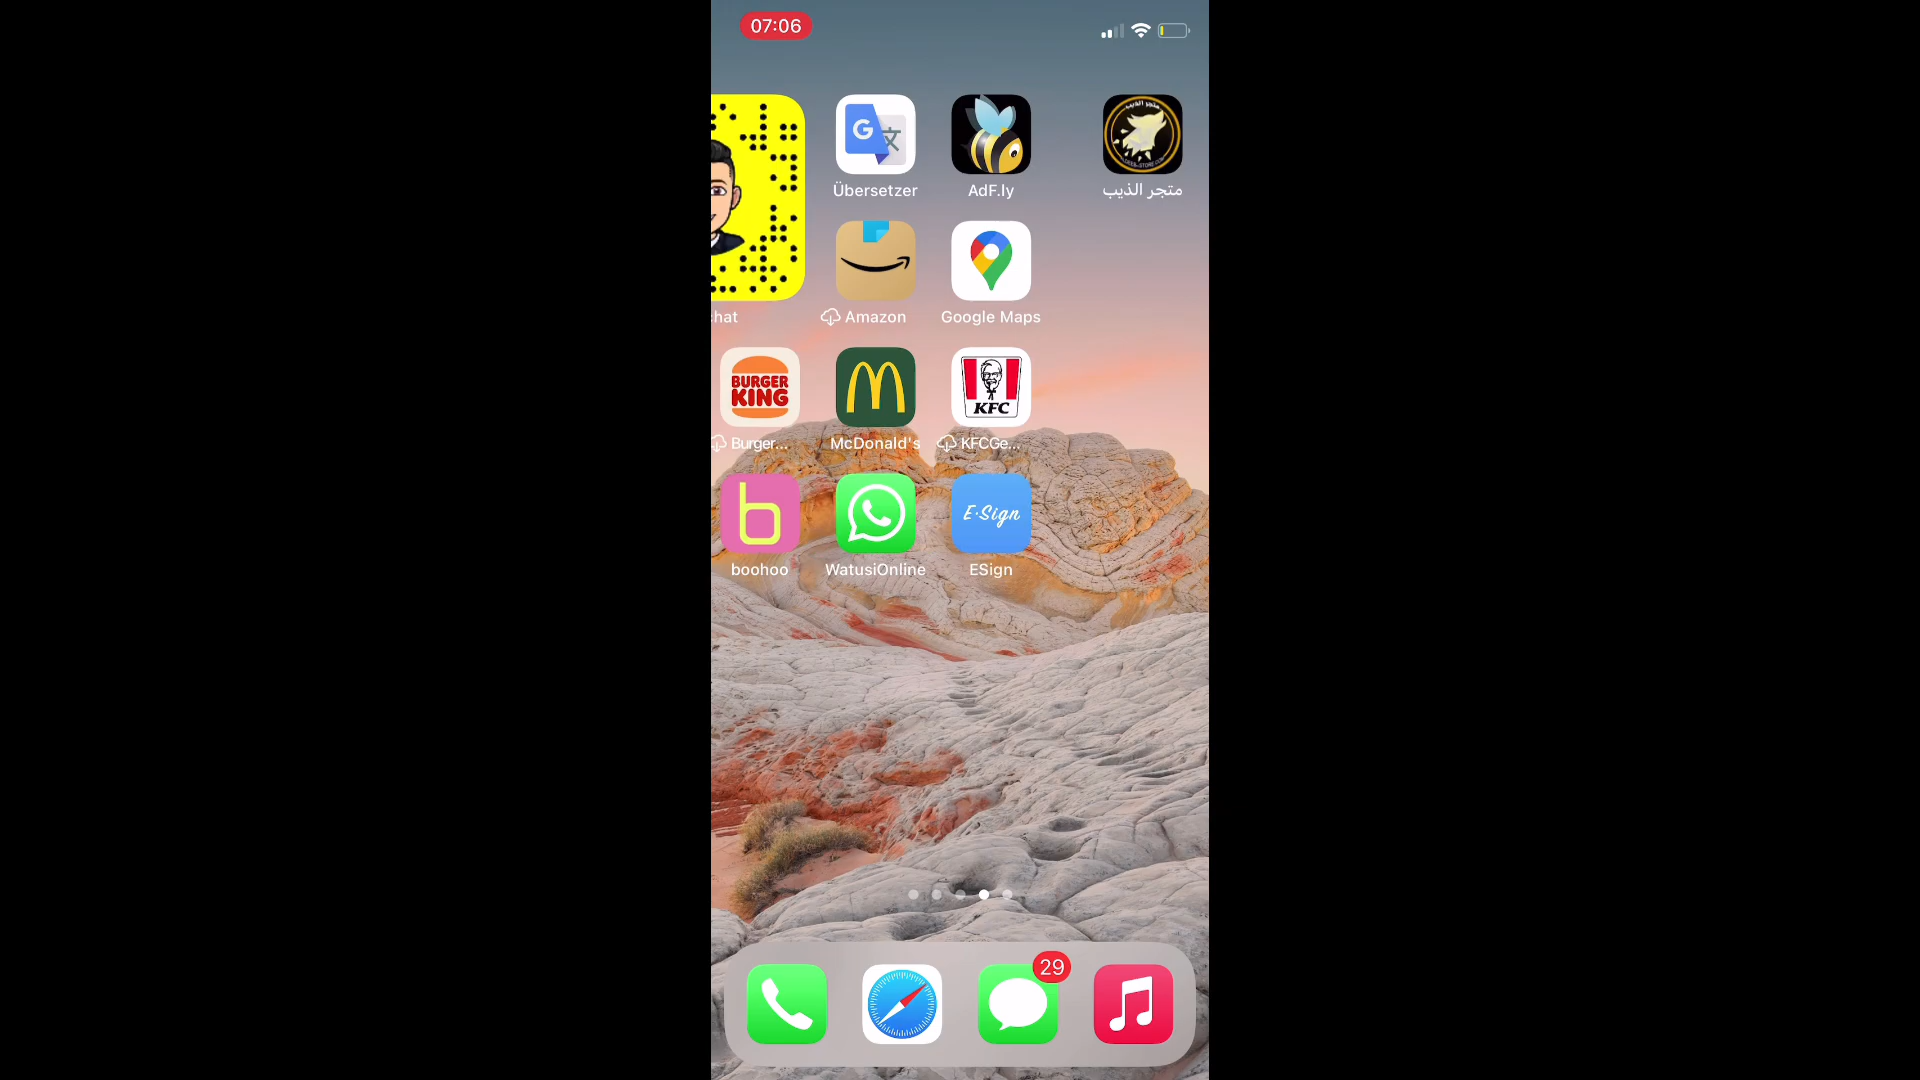 07:06
Übersetzer
AdF.ly
متجر الذيب
chat
Amazon
Google Maps
BURGER KING
KFC
Burger...
McDonald's
KFCGe...
E·Sign
boohoo
WatusiOnline
ESign
29